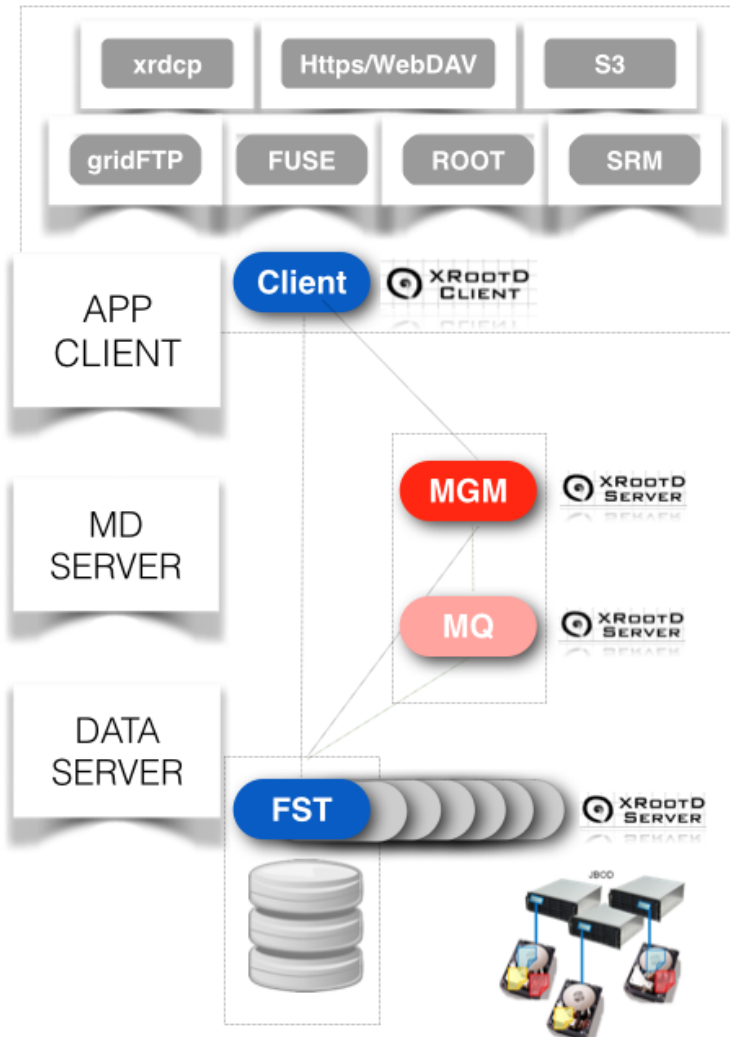 xrdcp
Https/WebDAV
S3
gridFTP
FUSE
ROOT
SRM
APP
CLIENT
Client
XROOTD
CLIENT
MD
SERVER
MGM
XROOTD
SERVER
MQ
XROOTD
SERVER
DATA
SERVER
FST
XROOTD
SERVER
JBOD